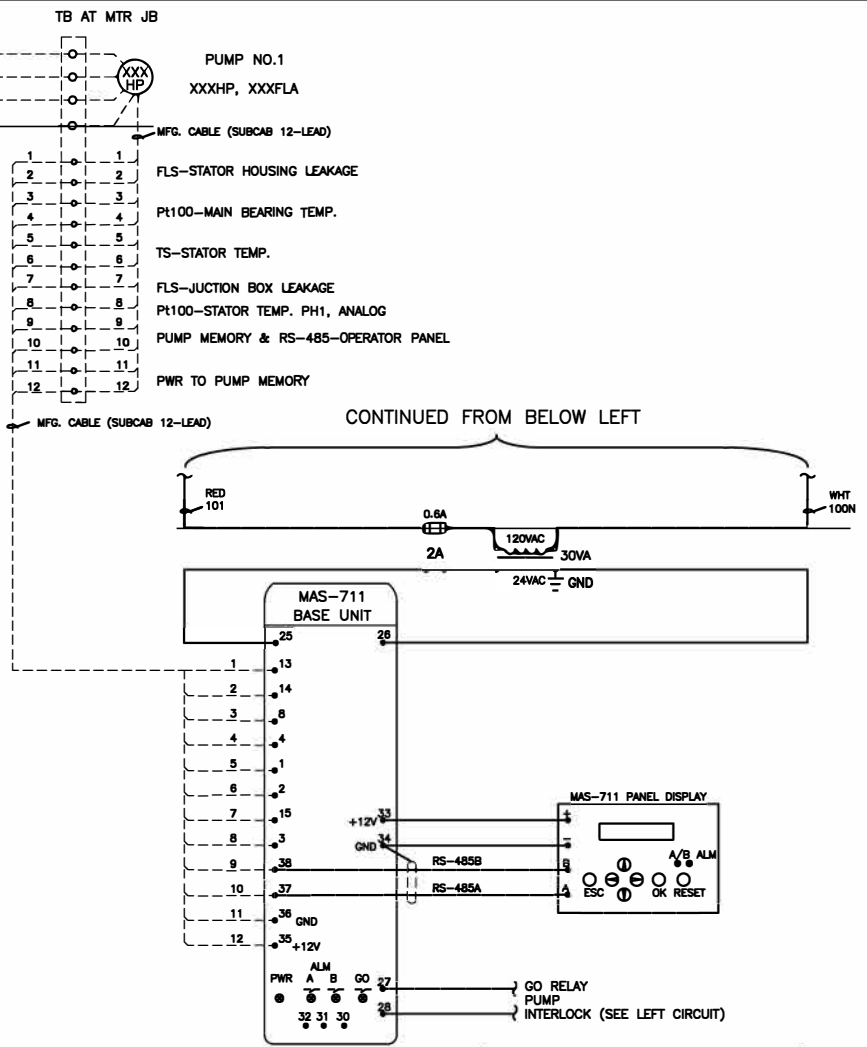 TB AT MTR JB
XXX
HP
PUMP NO.1
XXXHP, XXXFLA
MFG. CABLE (SUBCAB 12-LEAD)
1 1
2 2 FLS-STATOR HOUSING LEAKAGE
3 3
4 4 Pt100-MAIN BEARING TEMP.
5 5
6 6 TS-STATOR TEMP.
7 7 FLS-JUCTION BOX LEAKAGE
8 8 Pt100-STATOR TEMP. PH1, ANALOG
9 9
10 10 PUMP MEMORY & RS-485-OPERATOR PANEL
11 11
12 12 PWR TO PUMP MEMORY
MFG. CABLE (SUBCAB 12-LEAD)
CONTINUED FROM BELOW LEFT
RED
101
0.6A
2A
120VAC
30VA
24VAC GND
WHT
100N
MAS-711
BASE UNIT
25 26
1 13
2 14
3 8
4 4
5 1
6 2
7 15
8 3
9 38
10 37
11 36 GND
12 35 +12V
+12V 33
GND 34
RS-485B
RS-485A
MAS-711 PANEL DISPLAY
+
-
B
A
A/B ALM
ESC OK RESET
ALM
PWR A B GO
32 31 30
27 GO RELAY
PUMP
28 INTERLOCK (SEE LEFT CIRCUIT)